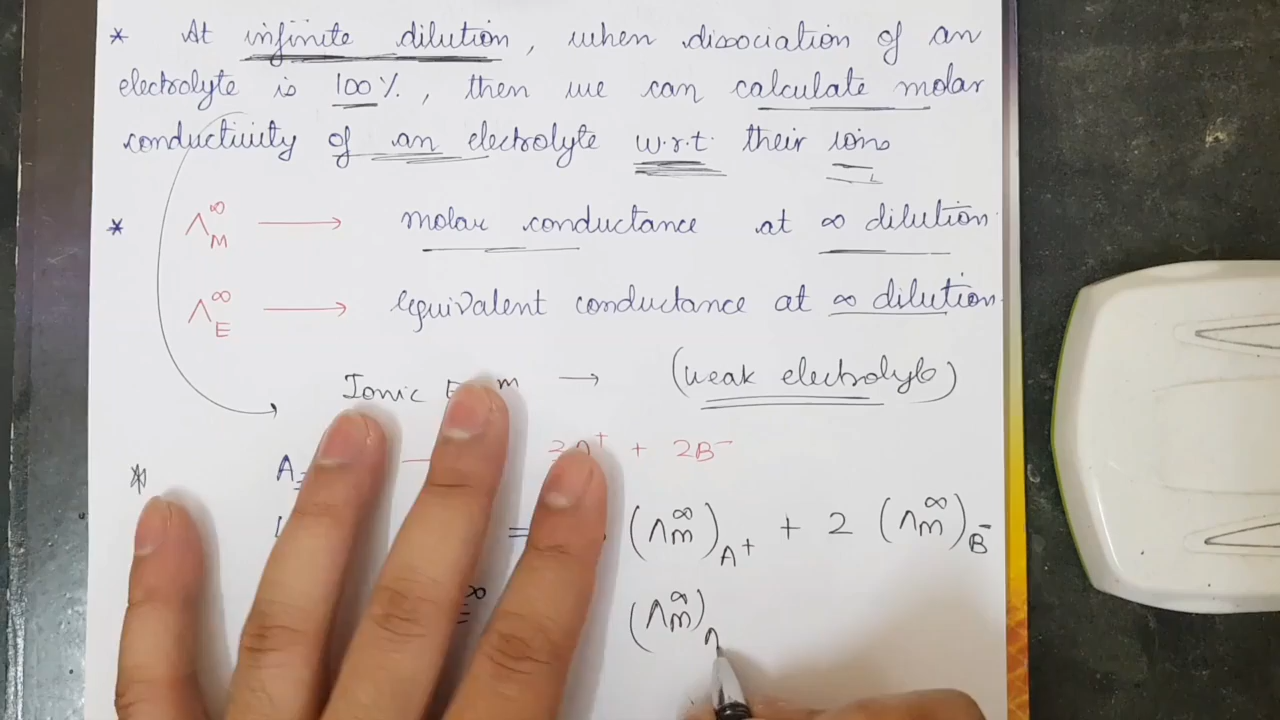 * At infinite dilution, when dissociation of an
electrolyte is 100%, then we can calculate molar
conductivity of an electrolyte w.r.t. their ions
* Λ∞M → molar conductance at ∞ dilution.
Λ∞E → equivalent conductance at ∞ dilution.
Ionic → (weak electrolyte)
* A + 2B⁻
= (Λ∞m)A+ + 2 (Λ∞m)B⁻
∞ (Λ∞m)